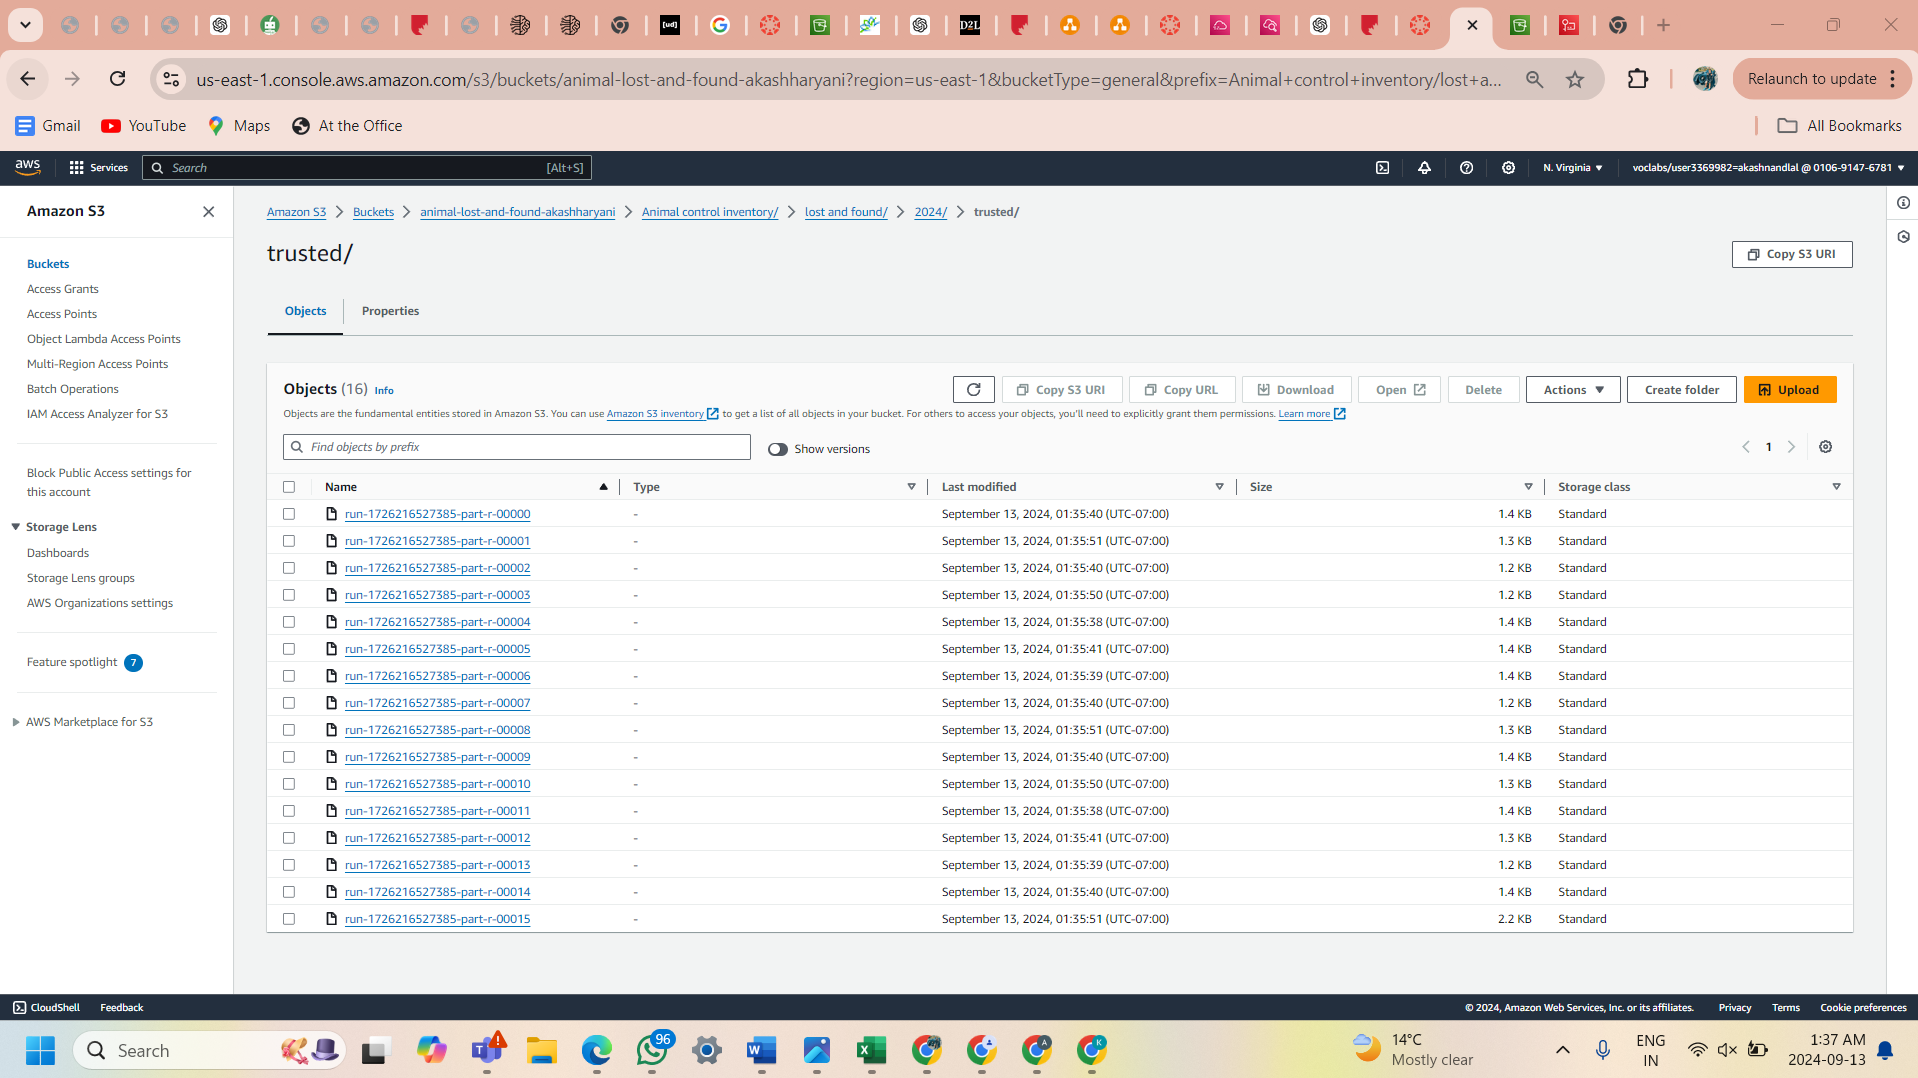 [ud]
D2L
us-east-1.console.aws.amazon.com/s3/buckets/animal-lost-and-found-akashharyani?region=us-east-1&bucketType=general&prefix=Animal+control+inventory/lost+a...
Relaunch to update
Gmail
YouTube
Maps
At the Office
All Bookmarks
aws
Services
Search
[Alt+S]
N. Virginia
voclabs/user3369982=akashnandlal @ 0106-9147-6781
Amazon S3
Amazon S3
Buckets
animal-lost-and-found-akashharyani
Animal control inventory/
lost and found/
2024/
trusted/
trusted/
Copy S3 URI
Buckets
Access Grants
Access Points
Object Lambda Access Points
Multi-Region Access Points
Batch Operations
IAM Access Analyzer for S3
Block Public Access settings for
this account
Storage Lens
Dashboards
Storage Lens groups
AWS Organizations settings
Feature spotlight 7
AWS Marketplace for S3
Objects
Properties
Objects (16) Info
Copy S3 URI
Copy URL
Download
Open
Delete
Actions
Create folder
Upload
Objects are the fundamental entities stored in Amazon S3. You can use Amazon S3 inventory to get a list of all objects in your bucket. For others to access your objects, you'll need to explicitly grant them permissions. Learn more
Find objects by prefix
Show versions
1
Name Type Last modified Size Storage class
run-1726216527385-part-r-00000 - September 13, 2024, 01:35:40 (UTC-07:00) 1.4 KB Standard
run-1726216527385-part-r-00001 - September 13, 2024, 01:35:51 (UTC-07:00) 1.3 KB Standard
run-1726216527385-part-r-00002 - September 13, 2024, 01:35:40 (UTC-07:00) 1.2 KB Standard
run-1726216527385-part-r-00003 - September 13, 2024, 01:35:50 (UTC-07:00) 1.2 KB Standard
run-1726216527385-part-r-00004 - September 13, 2024, 01:35:38 (UTC-07:00) 1.4 KB Standard
run-1726216527385-part-r-00005 - September 13, 2024, 01:35:41 (UTC-07:00) 1.4 KB Standard
run-1726216527385-part-r-00006 - September 13, 2024, 01:35:39 (UTC-07:00) 1.4 KB Standard
run-1726216527385-part-r-00007 - September 13, 2024, 01:35:40 (UTC-07:00) 1.2 KB Standard
run-1726216527385-part-r-00008 - September 13, 2024, 01:35:51 (UTC-07:00) 1.3 KB Standard
run-1726216527385-part-r-00009 - September 13, 2024, 01:35:40 (UTC-07:00) 1.4 KB Standard
run-1726216527385-part-r-00010 - September 13, 2024, 01:35:50 (UTC-07:00) 1.3 KB Standard
run-1726216527385-part-r-00011 - September 13, 2024, 01:35:38 (UTC-07:00) 1.4 KB Standard
run-1726216527385-part-r-00012 - September 13, 2024, 01:35:41 (UTC-07:00) 1.3 KB Standard
run-1726216527385-part-r-00013 - September 13, 2024, 01:35:39 (UTC-07:00) 1.2 KB Standard
run-1726216527385-part-r-00014 - September 13, 2024, 01:35:40 (UTC-07:00) 1.4 KB Standard
run-1726216527385-part-r-00015 - September 13, 2024, 01:35:51 (UTC-07:00) 2.2 KB Standard
CloudShell
Feedback
© 2024, Amazon Web Services, Inc. or its affiliates.
Privacy
Terms
Cookie preferences
Search
96
14°C
Mostly clear
ENG
IN
1:37 AM
2024-09-13